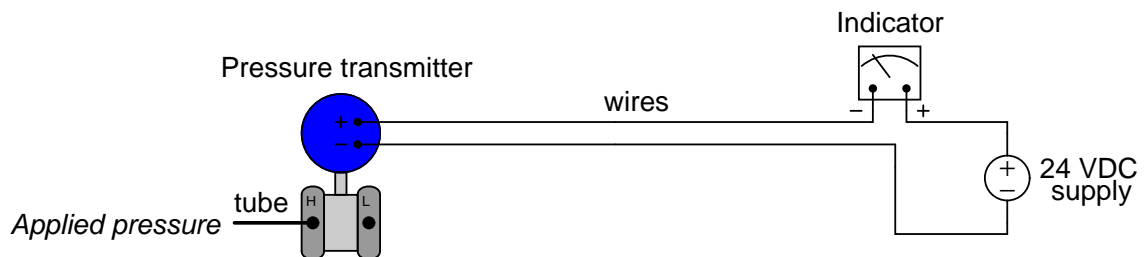 Indicator
Pressure transmitter
wires
− +
+
−
+
−
24 VDC
supply
tube
H L
Applied pressure